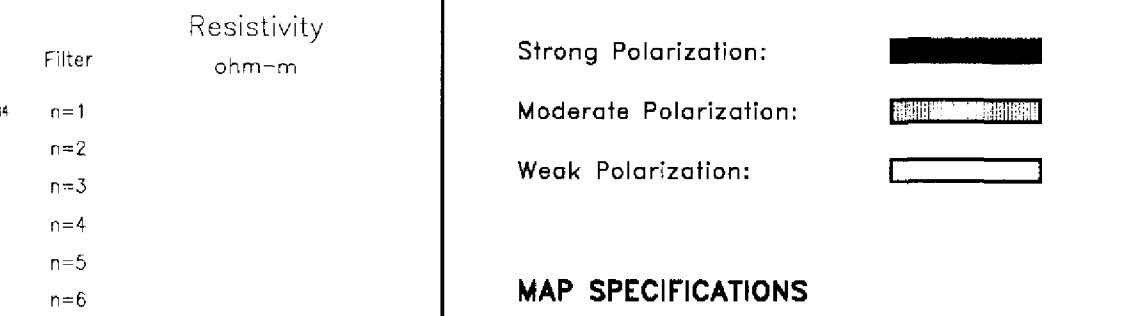 Resistivity
Filter
ohm-m
n=1
n=2
n=3
n=4
n=5
n=6
Strong Polarization:
Moderate Polarization:
Weak Polarization:
MAP SPECIFICATIONS